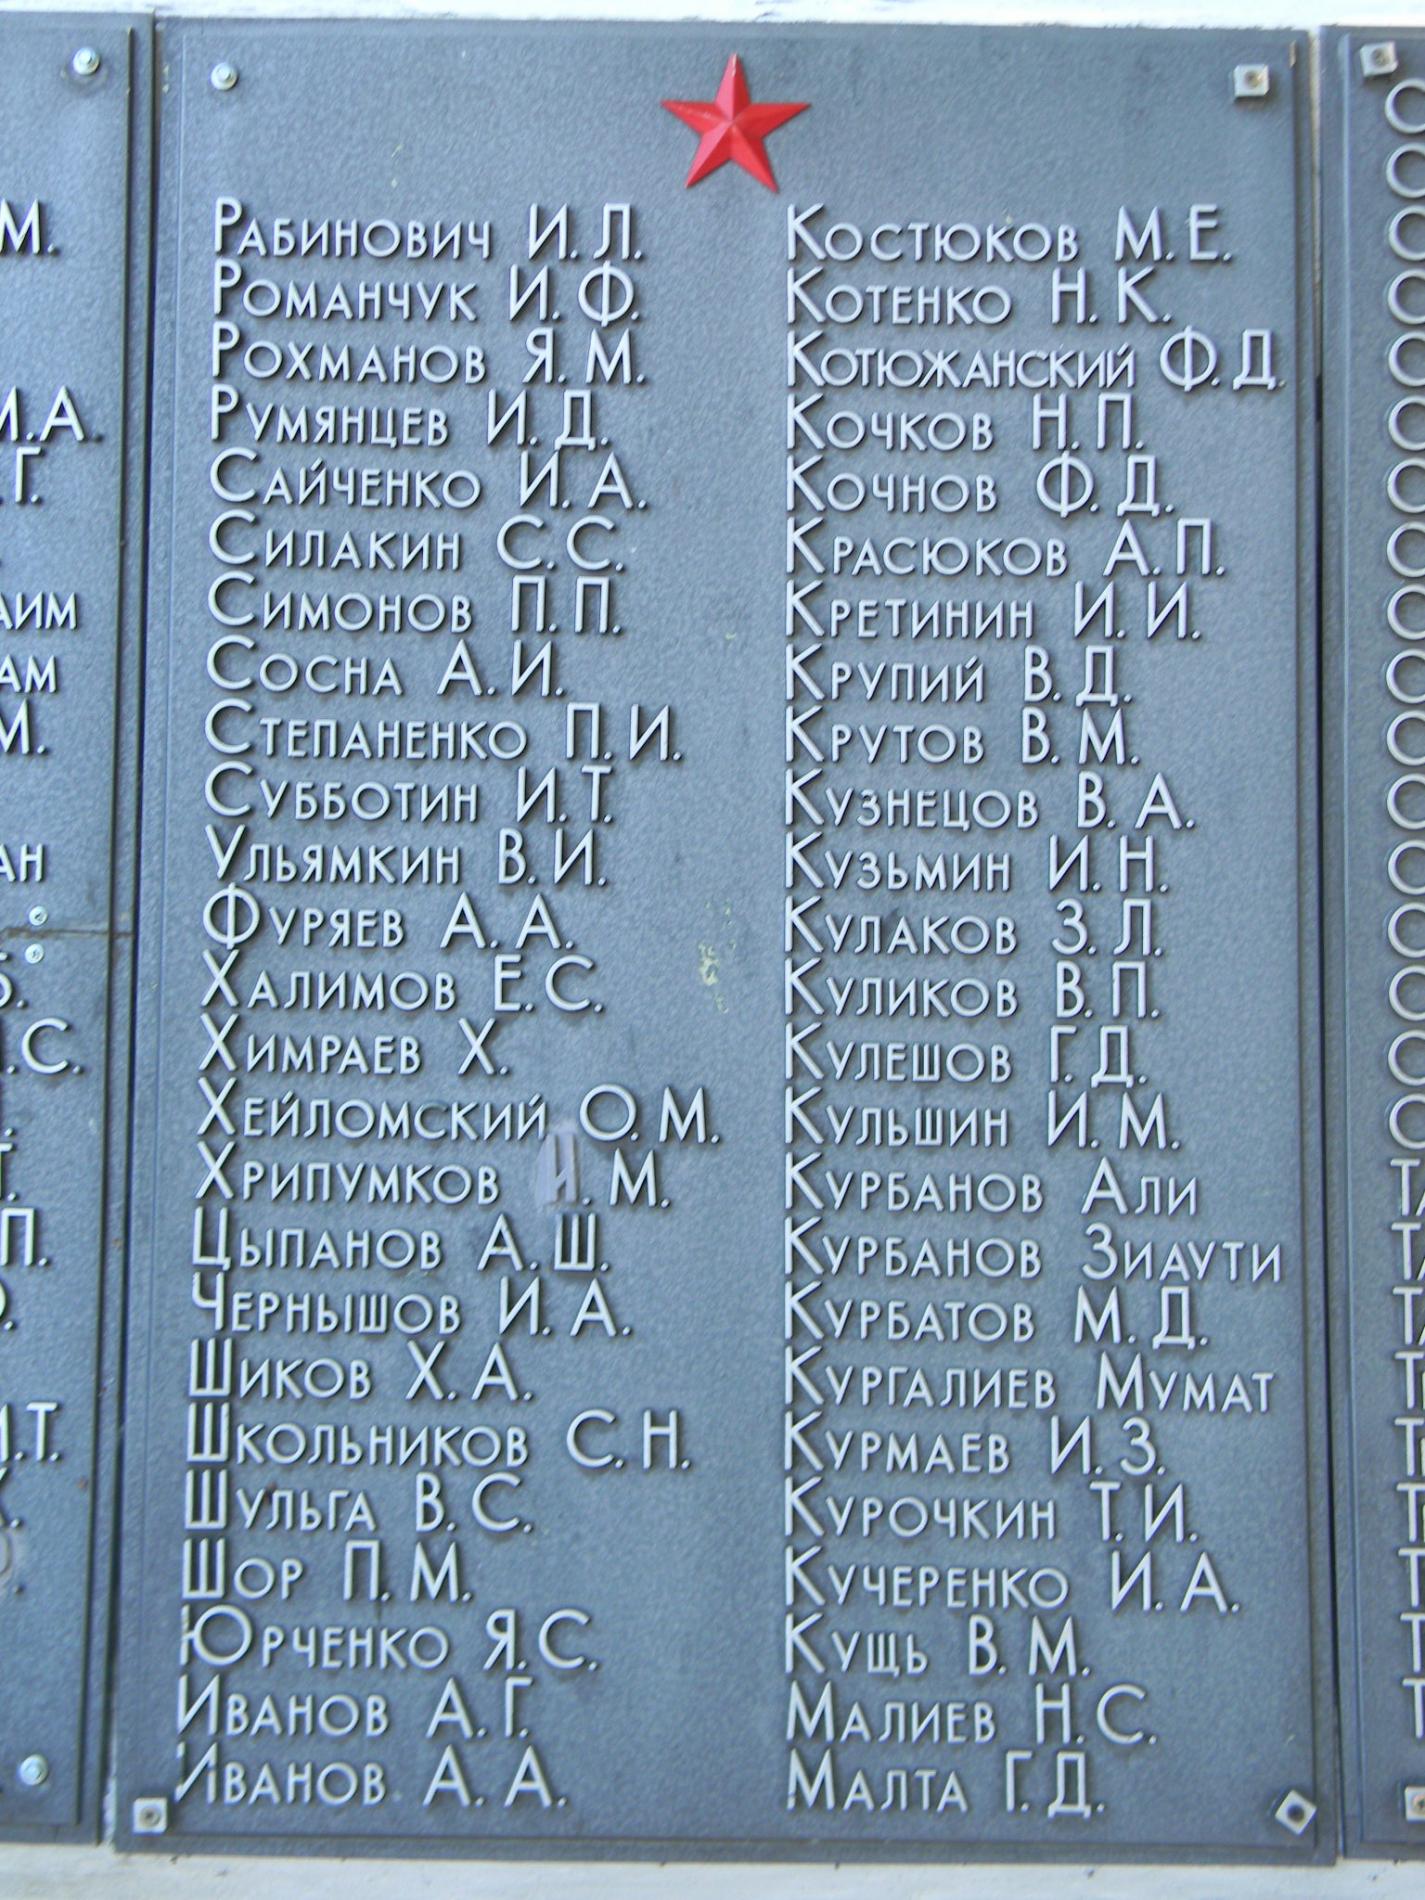 Рабинович И.Л.
Романчук И.Ф.
Рохманов Я.М.
Румянцев И.Д.
Сайченко И.А.
Силакин С.С.
Симонов П.П.
Сосна А.И.
Степаненко П.И.
Субботин И.Т.
Ульямкин В.И.
Фуряев А.А.
Халимов Е.С.
Химраев Х.
Хейломский О.М.
Хрипумков И.М.
Цыпанов А.Ш.
Чернышов И.А.
Шиков Х.А.
Школьников С.Н.
Шульга В.С.
Шор П.М.
Юрченко Я.С.
Иванов А.Г.
Иванов А.А.
Костюков М.Е.
Котенко Н.К.
Котюжанский Ф.Д.
Кочков Н.П.
Кочнов Ф.Д.
Красюков А.П.
Кретинин И.И.
Крупий В.Д.
Крутов В.М.
Кузнецов В.А.
Кузьмин И.Н.
Кулаков З.Л.
Куликов В.П.
Кулешов Г.Д.
Кульшин И.М.
Курбанов Али
Курбанов Зиаути
Курбатов М.Д.
Кургалиев Мумат
Курмаев И.З.
Курочкин Т.И.
Кучеренко И.А.
Кущь В.М.
Малиев Н.С.
Малта Г.Д.